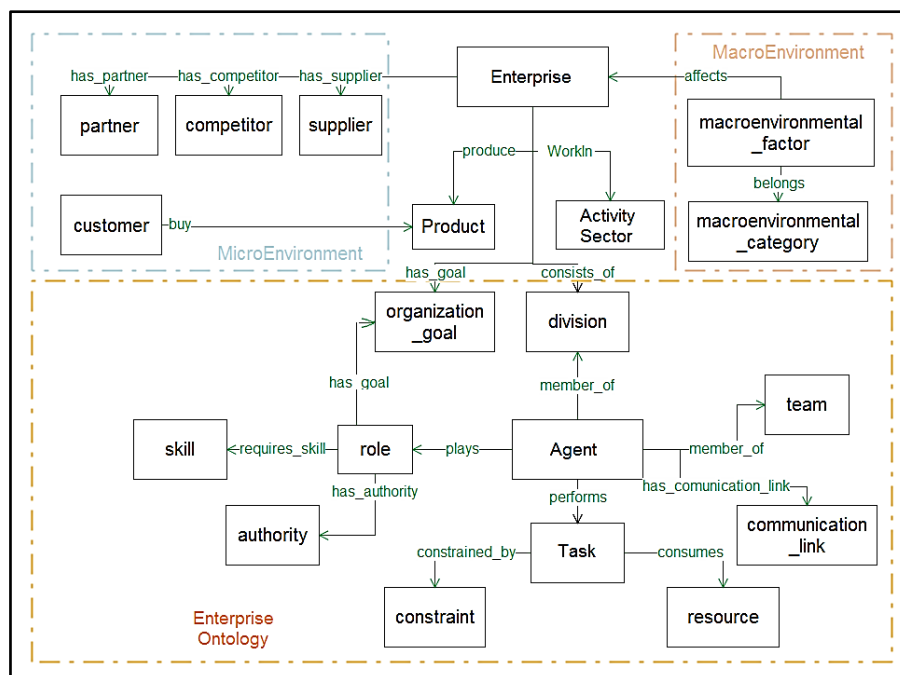 MacroEnvironment
Enterprise
affects
has_partner
has_competitor
has_supplier
partner
competitor
supplier
macroenvironmental
_factor
produce
WorkIn
belongs
customer
buy
Product
Activity
Sector
macroenvironmental
_category
MicroEnvironment
has_goal
consists_of
organization
_goal
division
has_goal
member_of
team
skill
requires_skill
role
plays
Agent
member_of
has_authority
has_comunication_link
performs
authority
Task
communication
_link
constrained_by
consumes
constraint
resource
Enterprise
Ontology